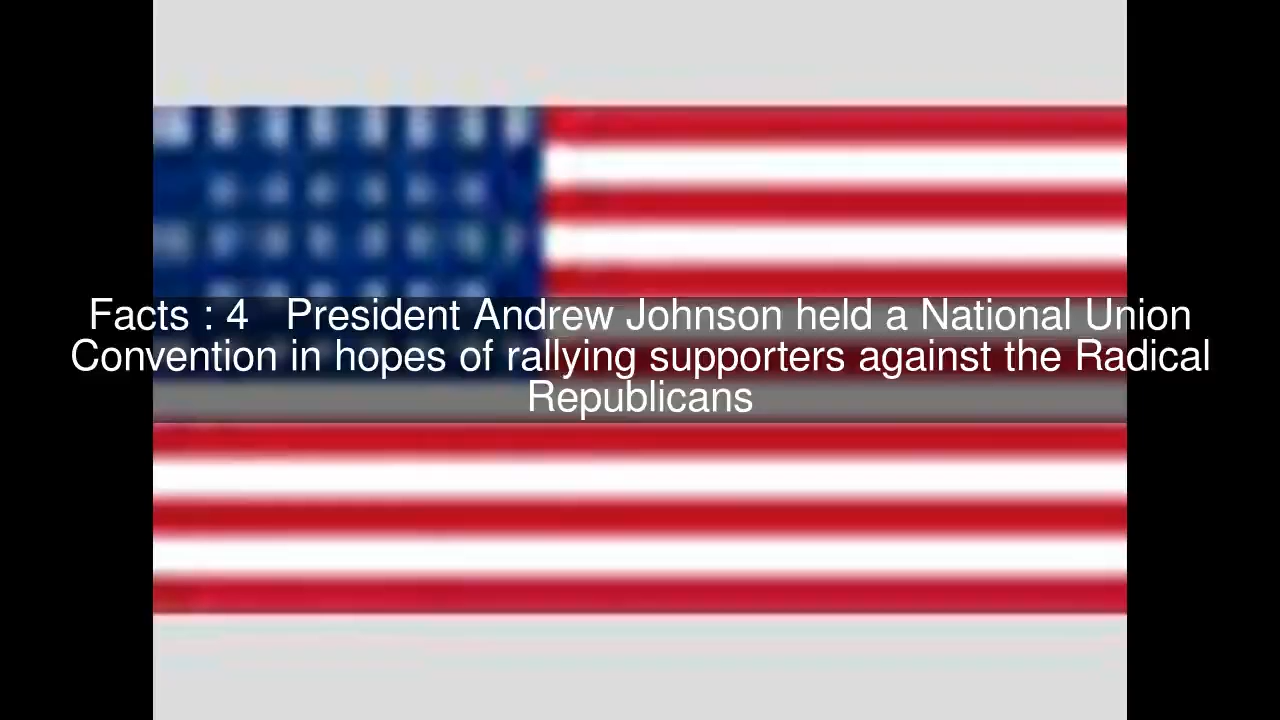 Facts : 4   President Andrew Johnson held a National Union
Convention in hopes of rallying supporters against the Radical
Republicans